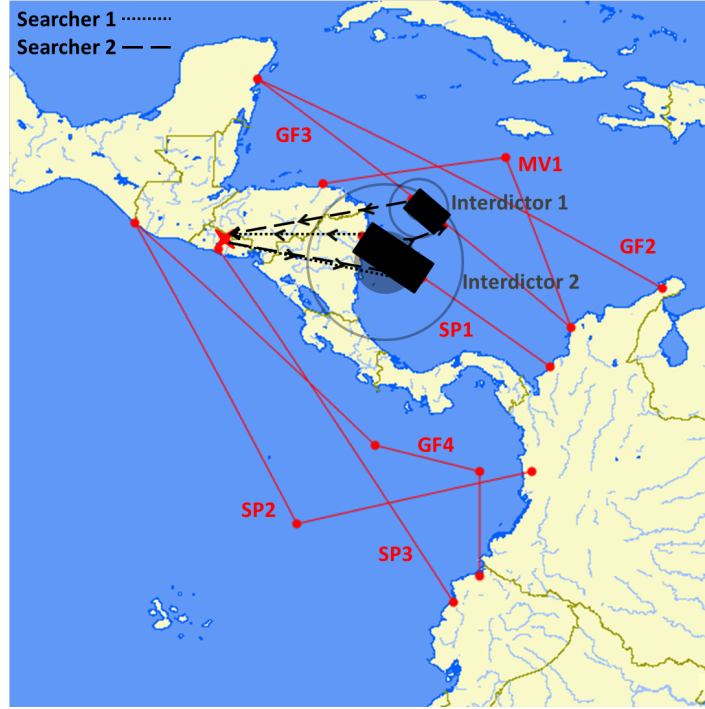 Searcher 1
Searcher 2
GF3
MV1
Interdictor 1
GF2
Interdictor 2
SP1
GF4
SP2
SP3